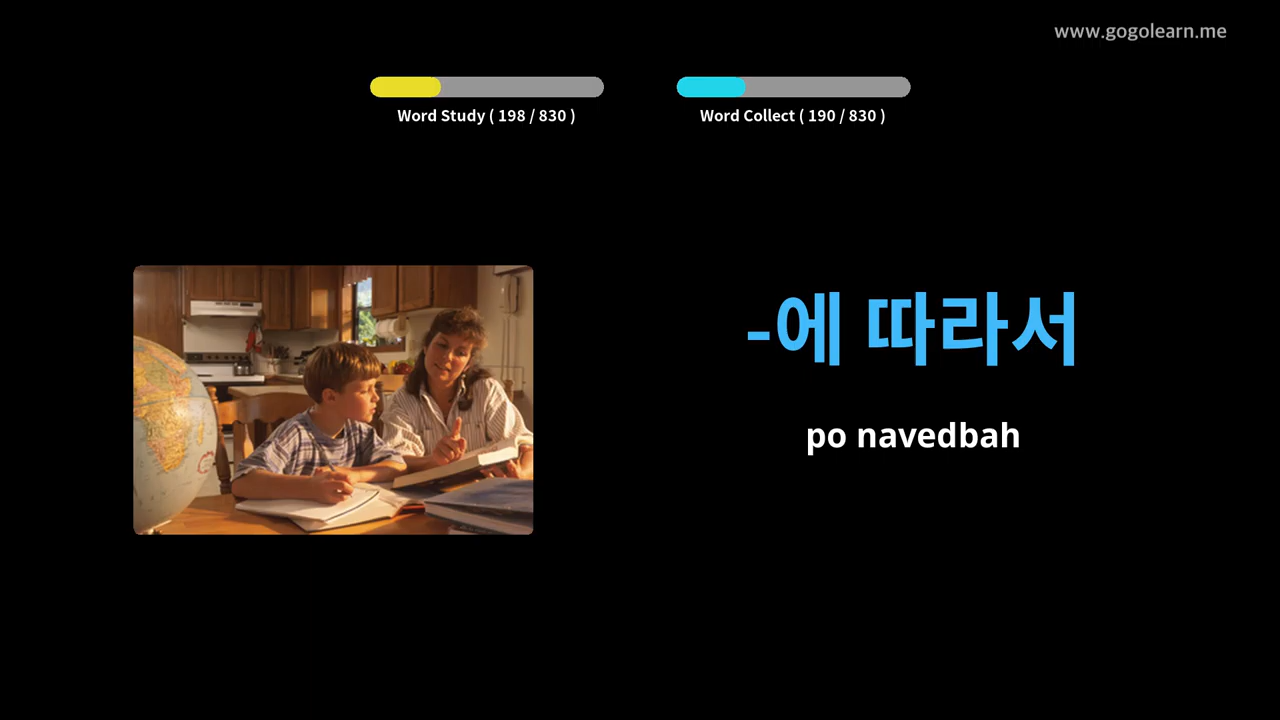 www.gogolearn.me
Word Study ( 198 / 830 )
Word Collect ( 190 / 830 )
-에 따라서
po navedbah